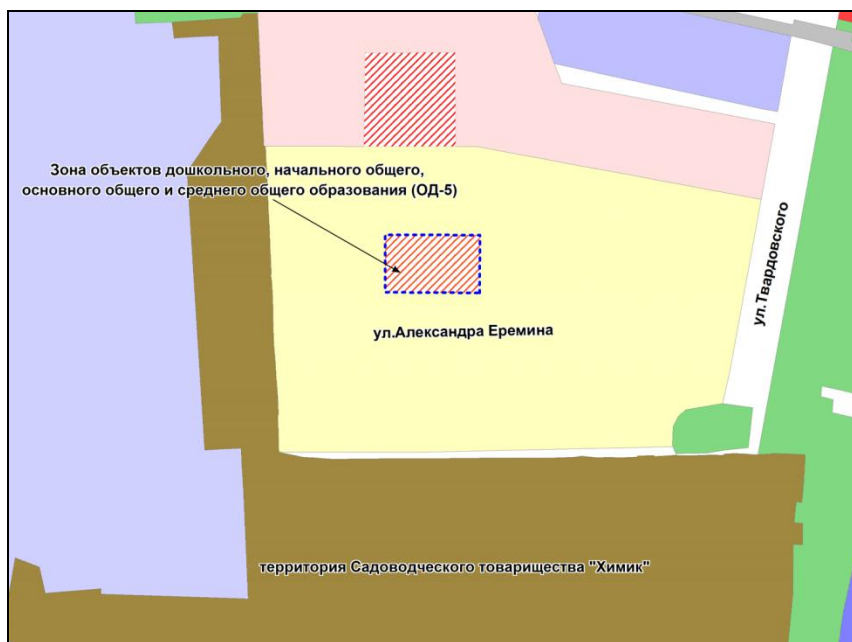 Зона объектов дошкольного, начального общего,
основного общего и среднего общего образования (ОД-5)
ул.Твардовского
ул.Александра Еремина
территория Садоводческого товарищества "Химик"